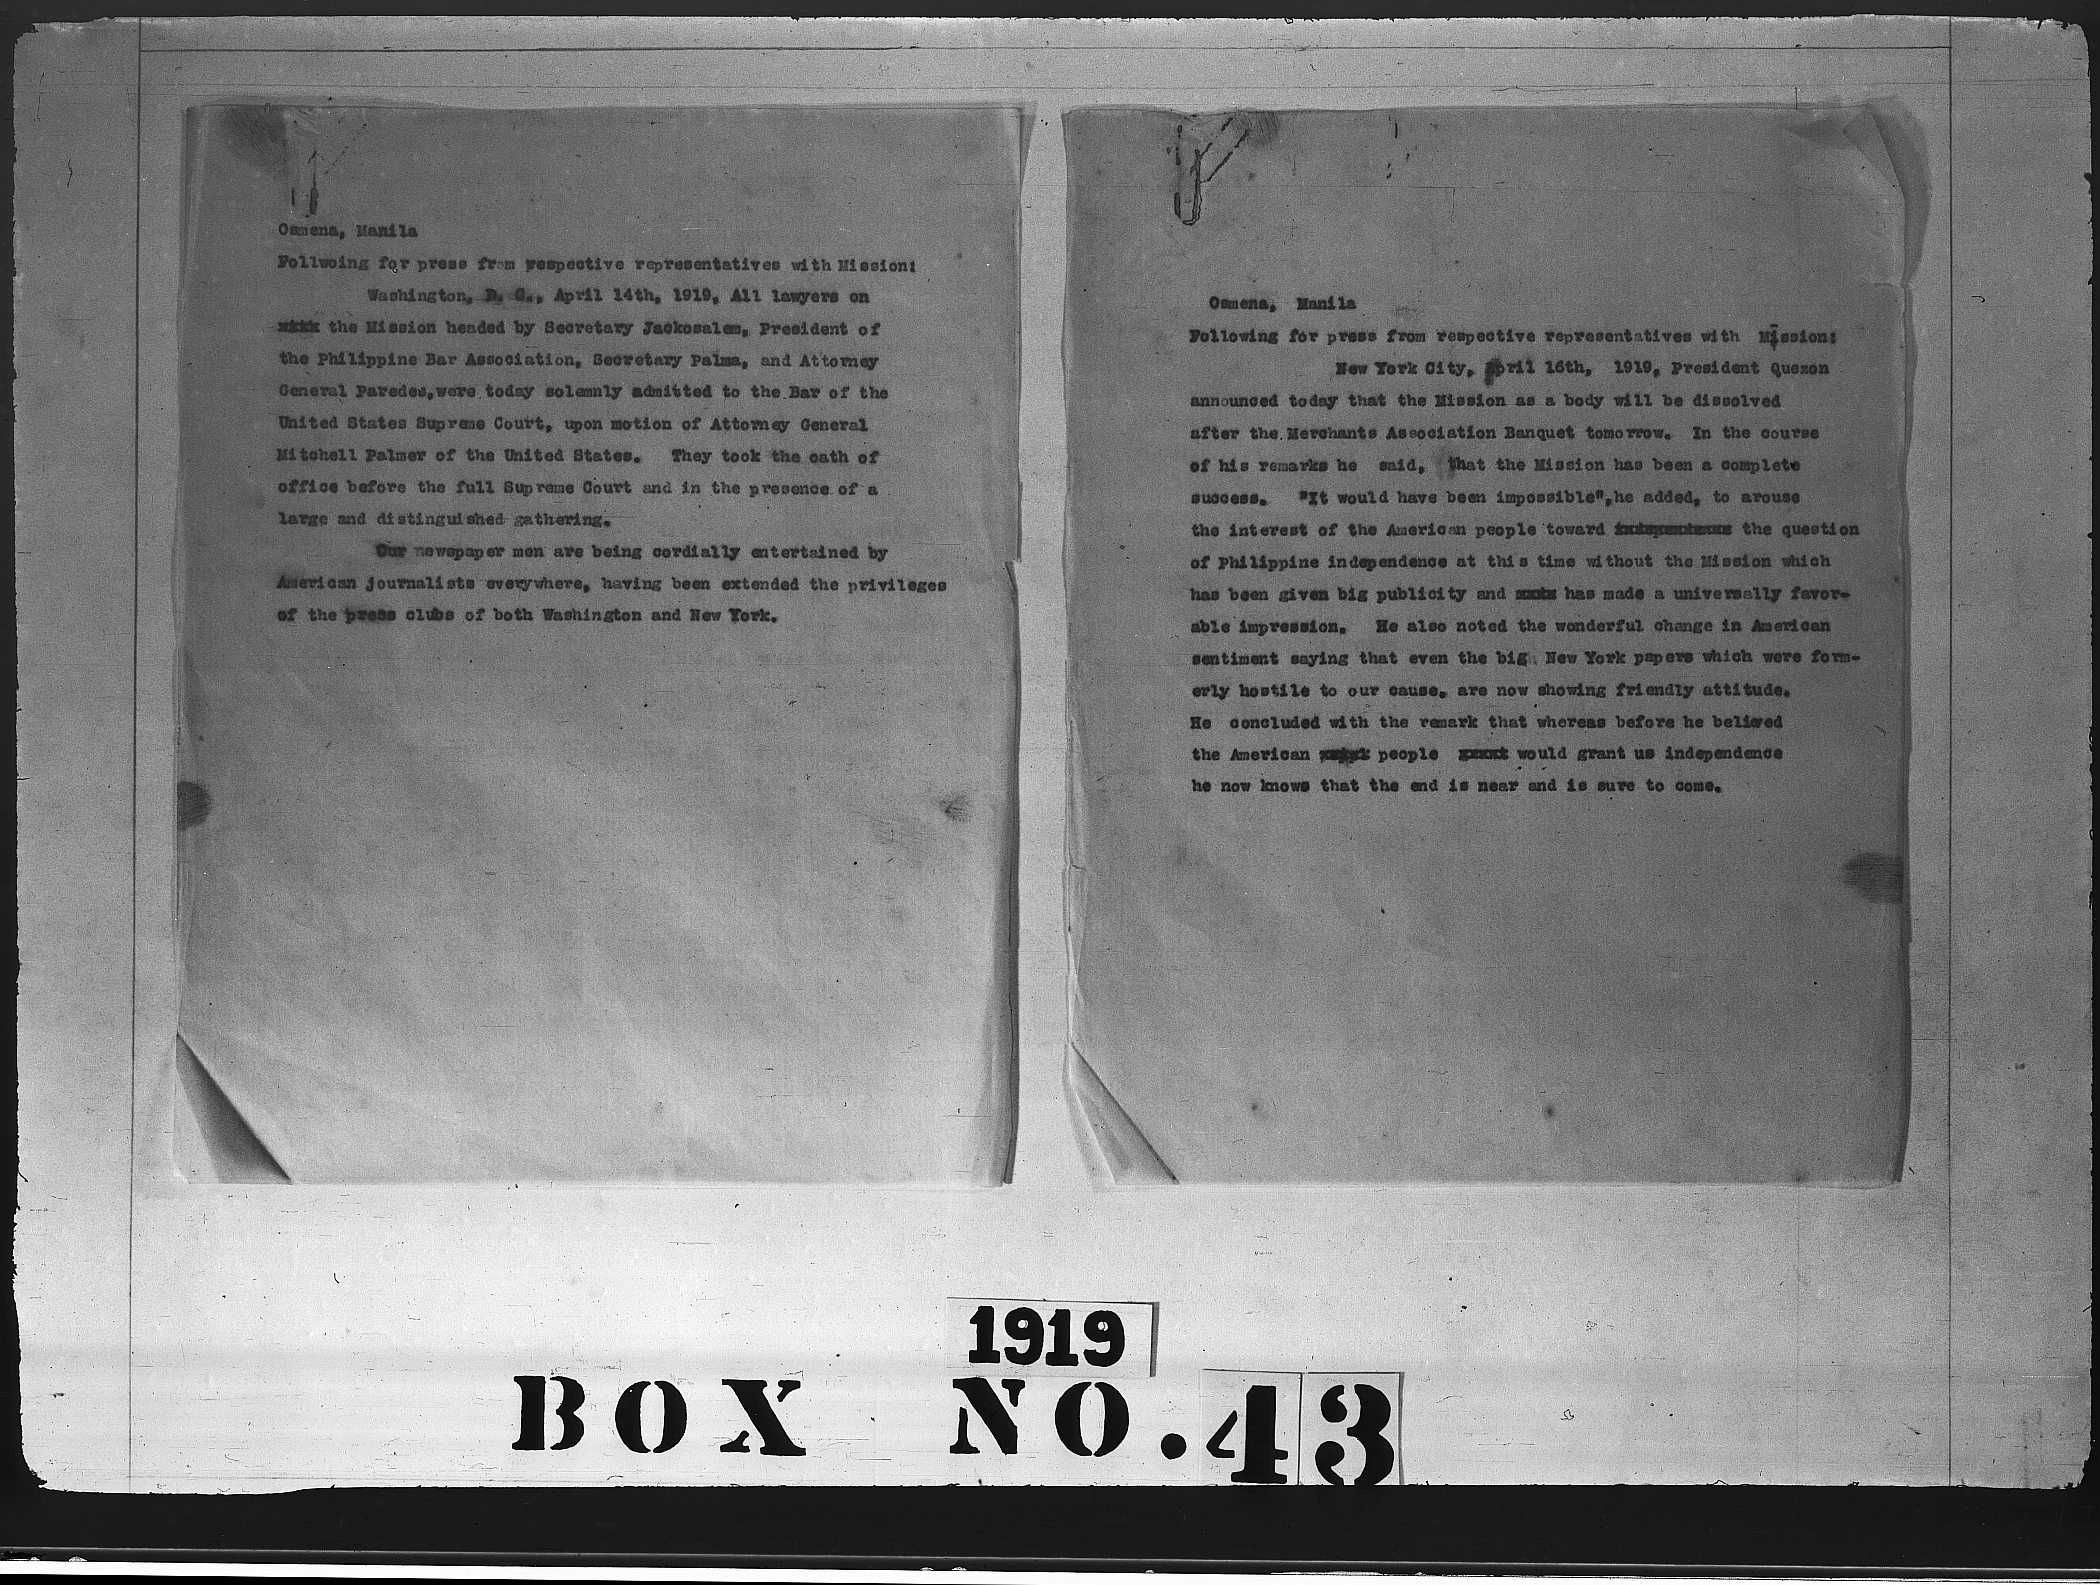 Osmena, Manila
Follwoing for press from respective representatives with Mission:
Washington, D. C., April 14th, 1919, All lawyers on
xxxx the Mission headed by Secretary Jackosalem, President of
the Philippine Bar Association, Secretary Palma, and Attorney
General Paredes,were today solemnly admitted to the Bar of the
United States Supreme Court, upon motion of Attorney General
Mitchell Palmer of the United States. They took the oath of
office before the full Supreme Court and in the presence of a
large and distinguished gathering.
Our newspaper men are being cordially entertained by
American journalists everywhere, having been extended the privileges
of the press clubs of both Washington and New York.
Osmena, Manila
Following for press from respective representatives with Mission:
New York City, April 16th, 1919, President Quezon
announced today that the Mission as a body will be dissolved
after the Merchants Association Banquet tomorrow. In the course
of his remarks he said, that the Mission has been a complete
success. "It would have been impossible",he added, to arouse
the interest of the American people toward the question
of Philippine independence at this time without the Mission which
has been given big publicity and has made a universally favor-
able impression. He also noted the wonderful change in American
sentiment saying that even the big New York papers which were form-
erly hostile to our cause, are now showing friendly attitude.
He concluded with the remark that whereas before he believed
the American people would grant us independence
he now knows that the end is near and is sure to come.
1919
BOX NO.43